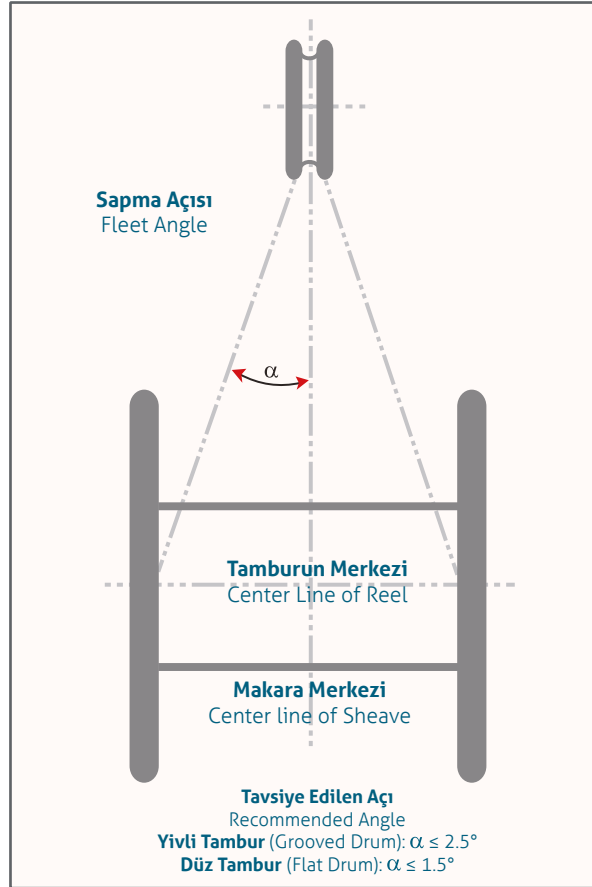 Sapma Açısı
Fleet Angle
α
Tamburun Merkezi
Center Line of Reel
Makara Merkezi
Center line of Sheave
Tavsiye Edilen Açı
Recommended Angle
Yivli Tambur (Grooved Drum): α ≤ 2.5°
Düz Tambur (Flat Drum): α ≤ 1.5°